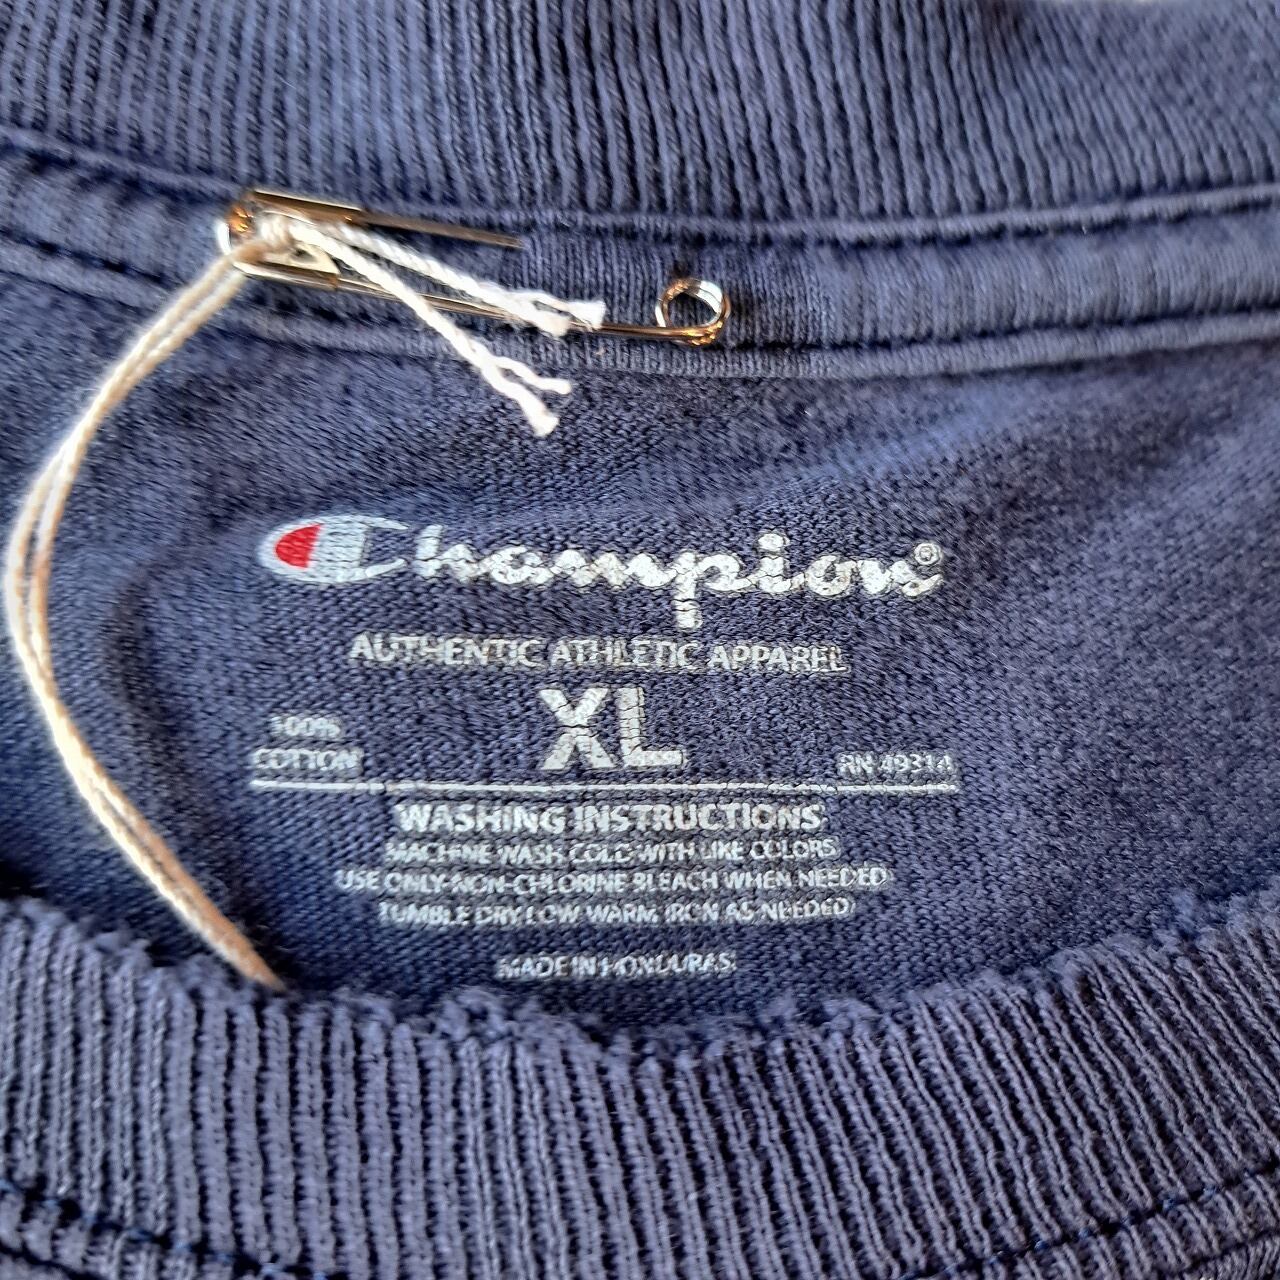 Champion®
AUTHENTIC ATHLETIC APPAREL
XL
100%
COTTON
RN 49314
WASHING INSTRUCTIONS
MACHINE WASH COLD WITH LIKE COLORS
USE ONLY NON-CHLORINE BLEACH WHEN NEEDED
TUMBLE DRY LOW WARM IRON AS NEEDED
MADE IN HONDURAS